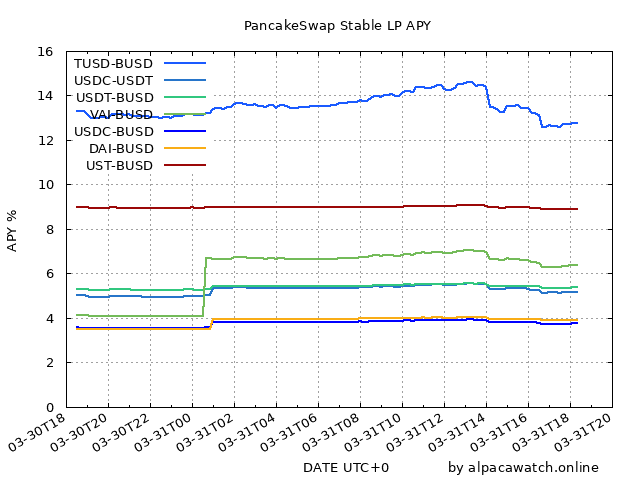 PancakeSwap Stable LP APY
16
14
12
10
8
6
4
2
0
APY %
TUSD-BUSD
USDC-USDT
USDT-BUSD
VAI-BUSD
USDC-BUSD
DAI-BUSD
UST-BUSD
03-30T18
03-30T20
03-30T22
03-31T00
03-31T02
03-31T04
03-31T06
03-31T08
03-31T10
03-31T12
03-31T14
03-31T16
03-31T18
03-31T20
DATE UTC+0
by alpacawatch.online